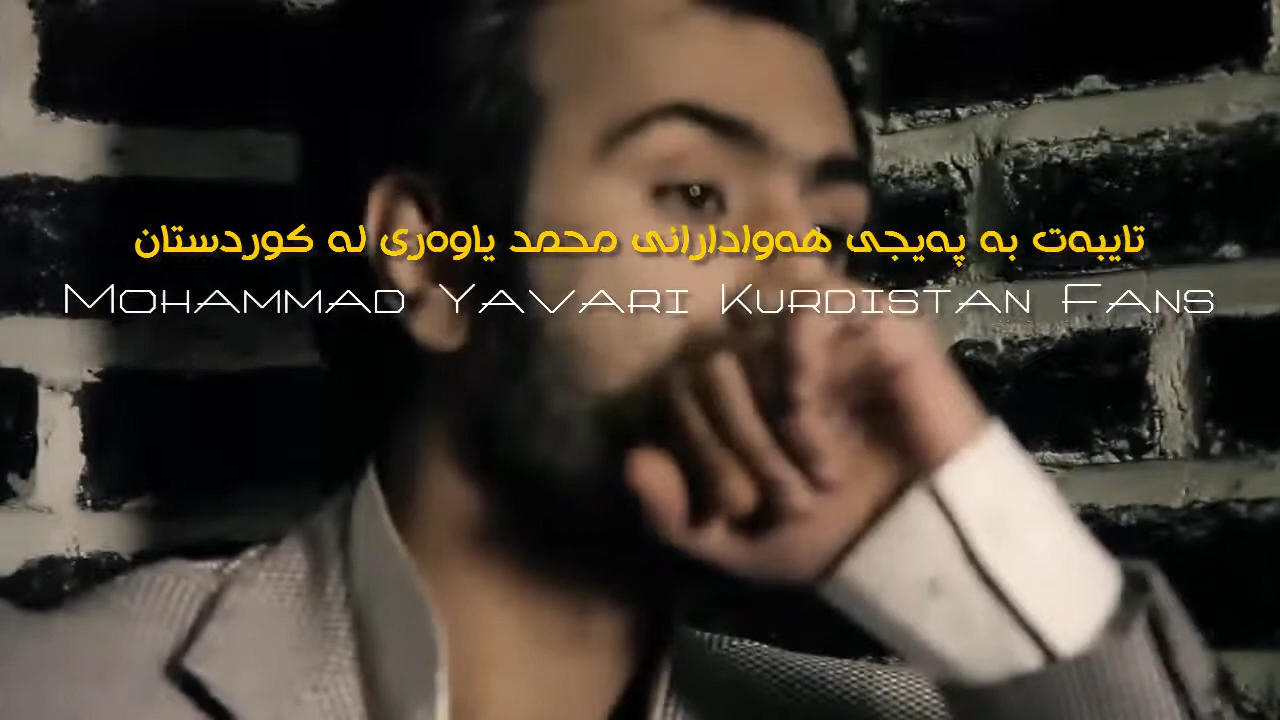 تایبەت بە پەیجی هەوادارانی محمد یاوەری لە کوردستان
Mohammad Yavari Kurdistan Fans